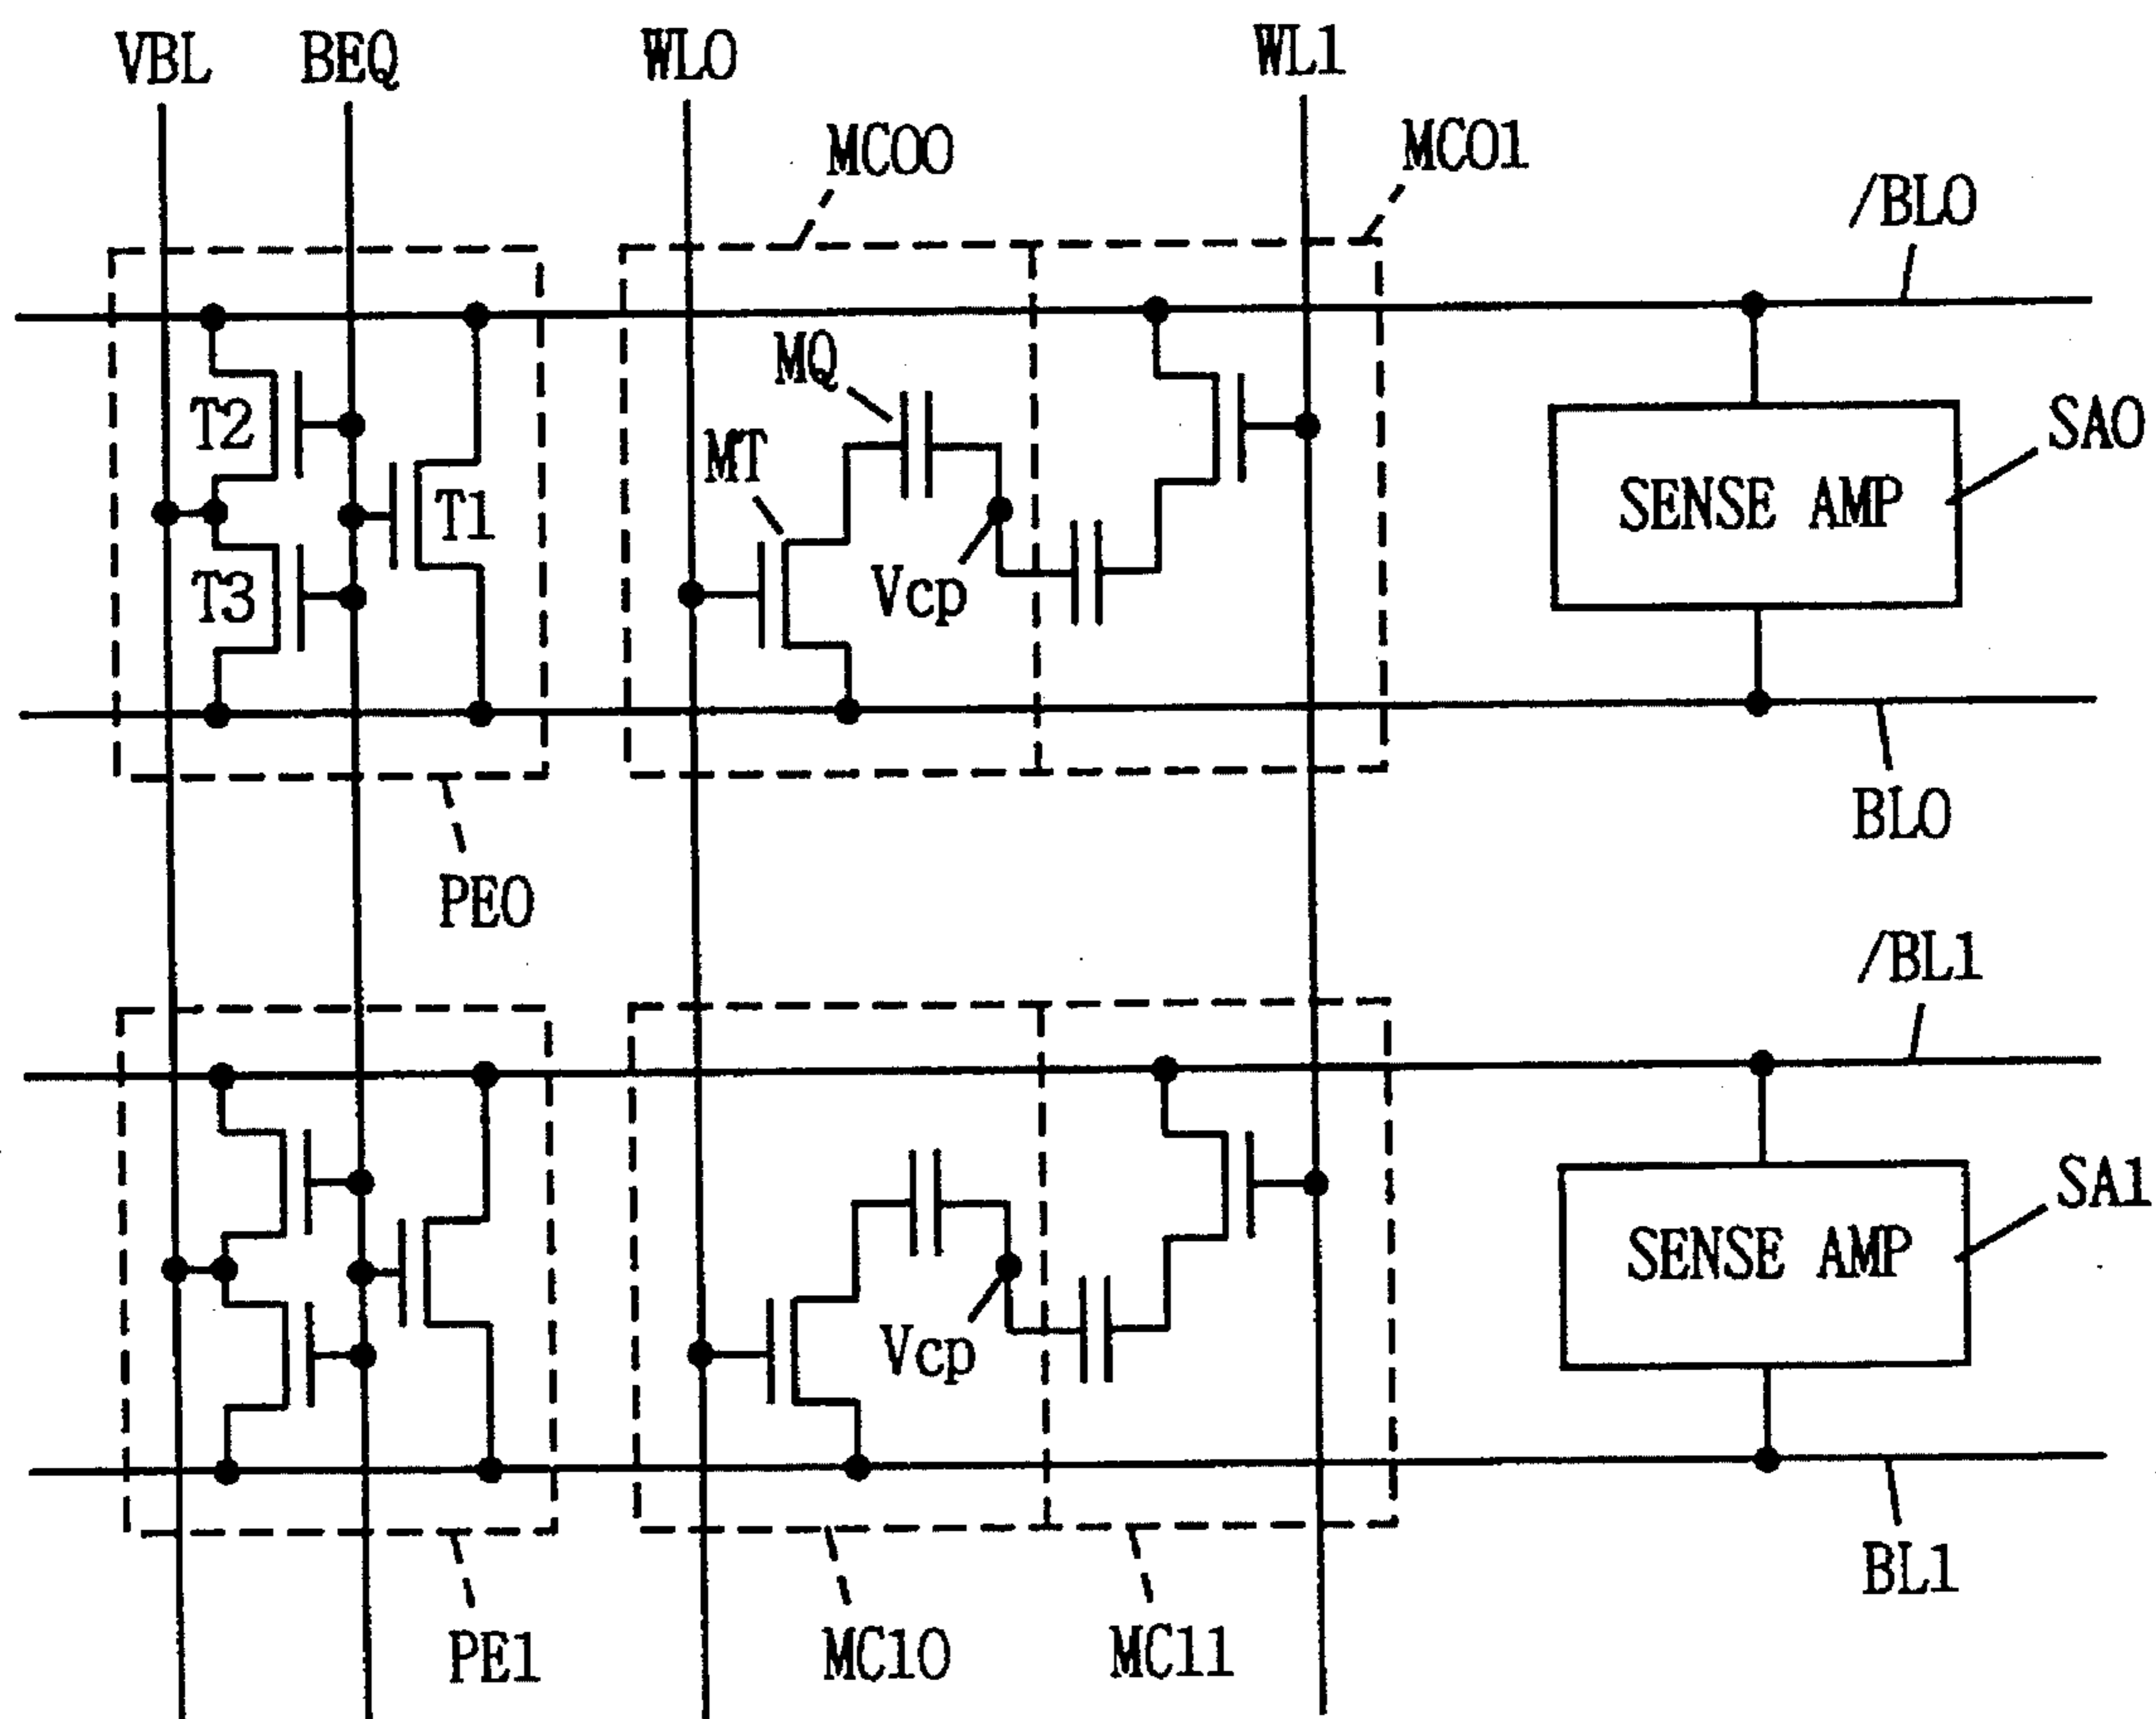 VBL BEQ WL0 WL1
MC00 MC01
/BL0
MQ
T2 MT SA0
SENSE AMP
T1
T3 Vcp
BL0
PE0
/BL1
SA1
SENSE AMP
Vcp
BL1
PE1 MC10 MC11